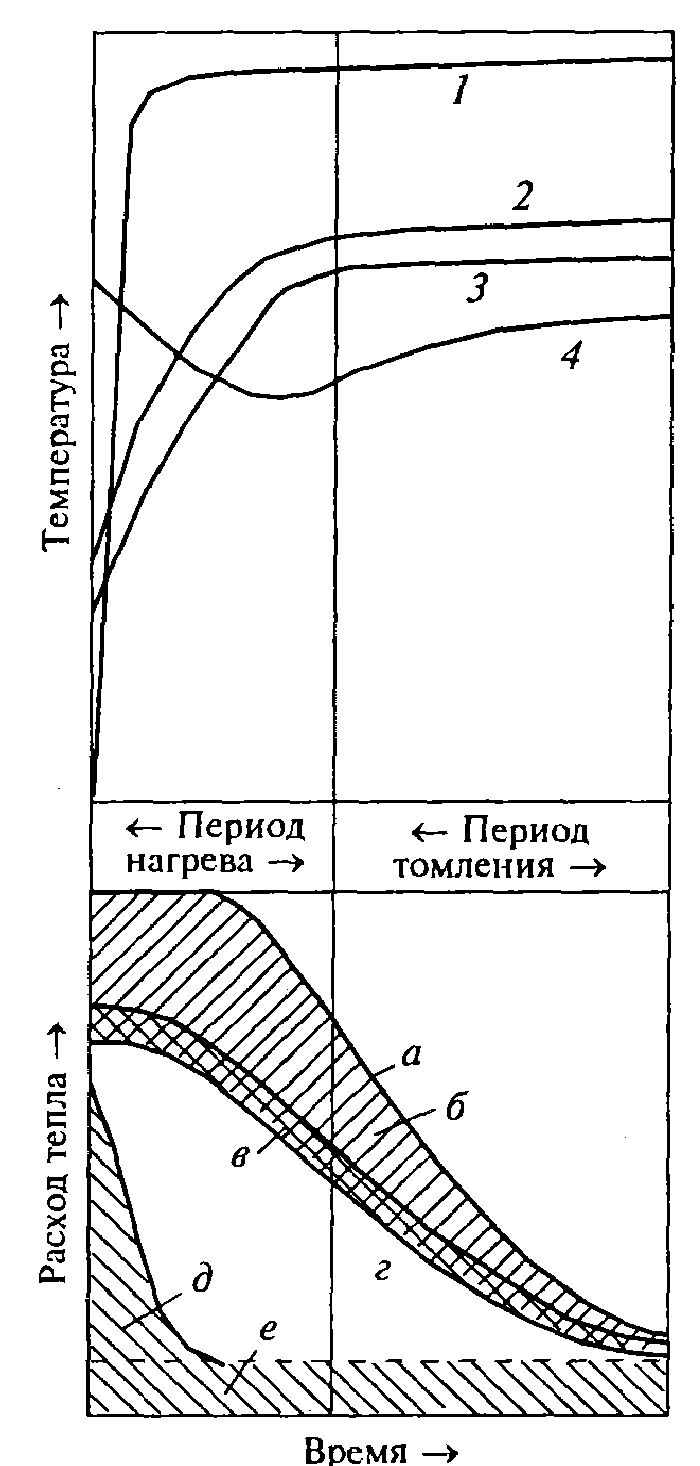 1
2
3
4
Температура →
← Период
нагрева →
← Период
томления →
а
б
в
г
д
е
Расход тепла →
Время →